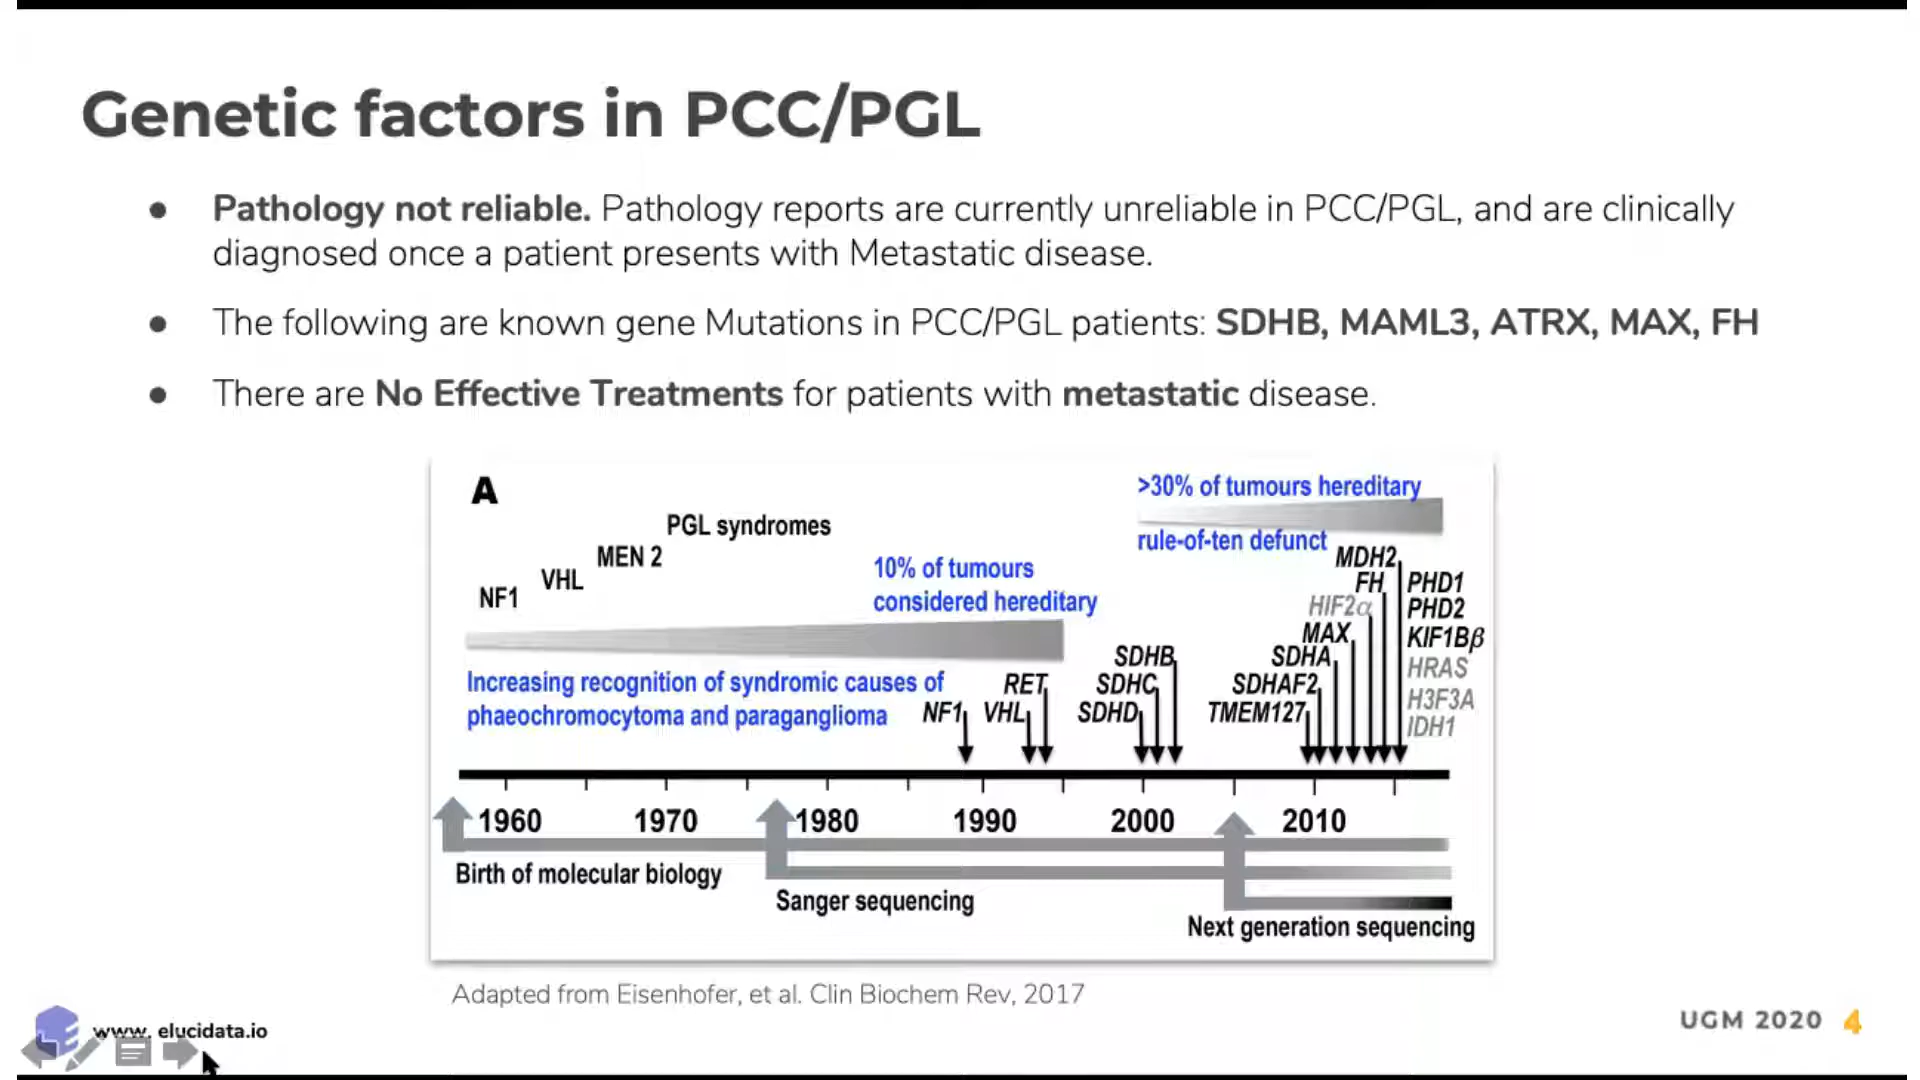 Genetic factors in PCC/PGL
Pathology not reliable. Pathology reports are currently unreliable in PCC/PGL, and are clinically
diagnosed once a patient presents with Metastatic disease.
The following are known gene Mutations in PCC/PGL patients: SDHB, MAML3, ATRX, MAX, FH
There are No Effective Treatments for patients with metastatic disease.
A
>30% of tumours hereditary
rule-of-ten defunct
PGL syndromes
MEN 2
VHL
NF1
10% of tumours
considered hereditary
Increasing recognition of syndromic causes of
phaeochromocytoma and paraganglioma
NF1
VHL
RET
SDHB
SDHC
SDHD
MDH2
FH
HIF2α
MAX
SDHA
SDHAF2
TMEM127
PHD1
PHD2
KIF1Bβ
HRAS
H3F3A
IDH1
1960 1970 1980 1990 2000 2010
Birth of molecular biology
Sanger sequencing
Next generation sequencing
Adapted from Eisenhofer, et al. Clin Biochem Rev, 2017
www. elucidata.io
UGM 2020 4